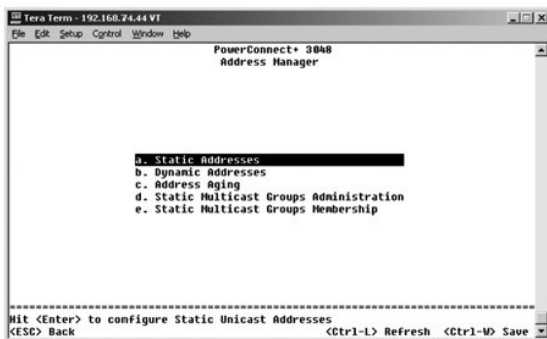 Tera Term - 192.168.74.44 VT
File Edit Setup Control Window Help
PowerConnect+ 3048
Address Manager
a. Static Addresses
b. Dynamic Addresses
c. Address Aging
d. Static Multicast Groups Administration
e. Static Multicast Groups Membership
Hit <Enter> to configure Static Unicast Addresses
<ESC> Back <Ctrl-L> Refresh <Ctrl-W> Save